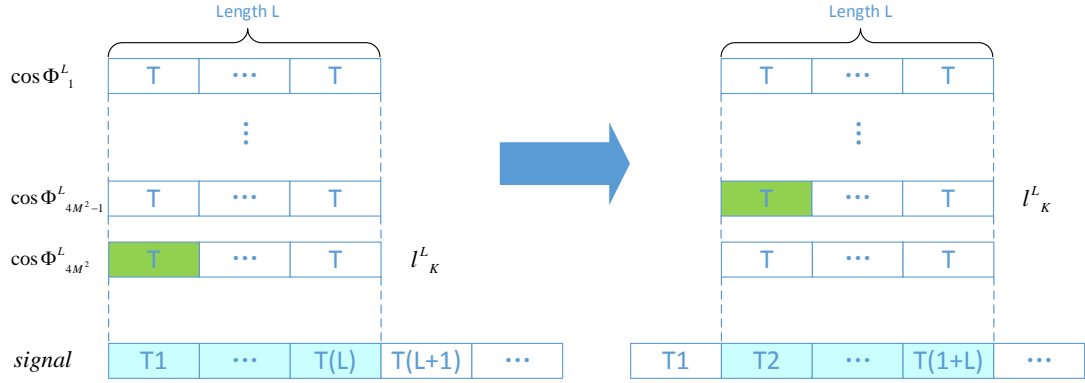 Length L
Length L
cos Φ^L_1 T ··· T
T ··· T
⋮
⋮
cos Φ^L_{4M²−1} T ··· T
T ··· T l^L_K
cos Φ^L_{4M²} T ··· T l^L_K
T ··· T
signal T1 ··· T(L) T(L+1) ···
T1 T2 ··· T(1+L) ···